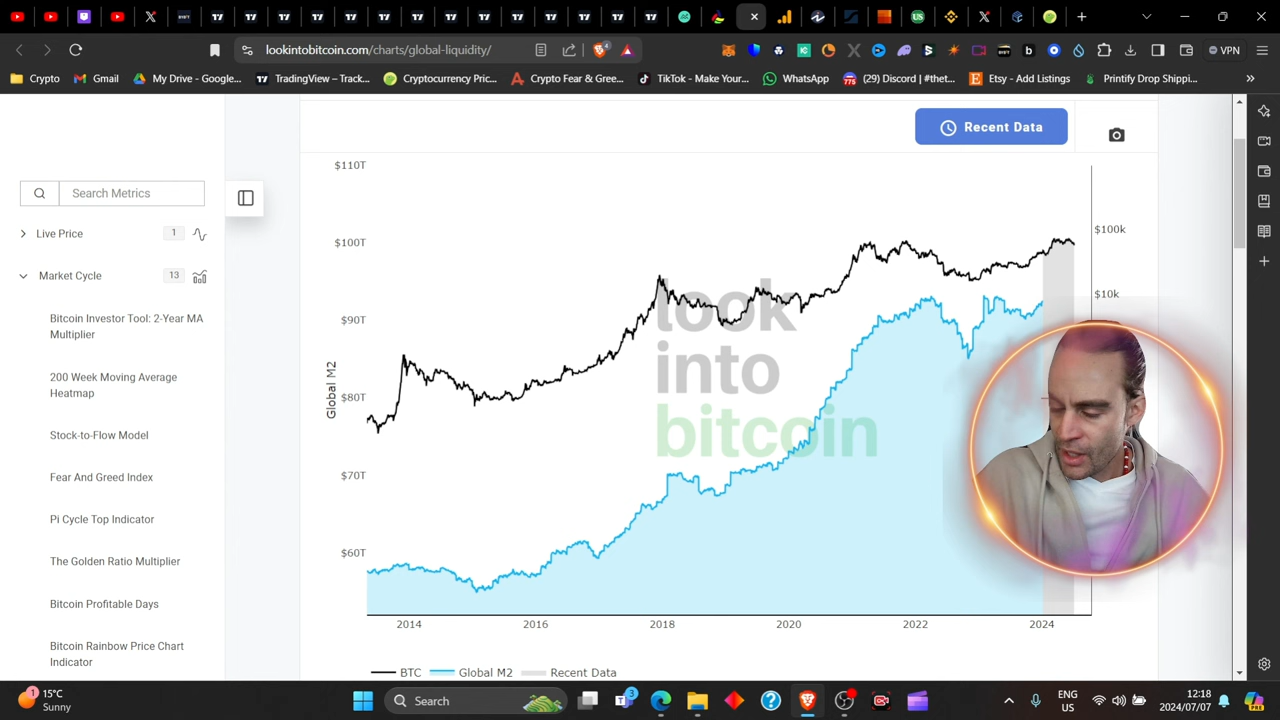 lookintobitcoin.com/charts/global-liquidity/
4
VPN
Crypto
Gmail
My Drive - Google...
TradingView – Track...
Cryptocurrency Pric...
Crypto Fear & Gree...
TikTok - Make Your...
WhatsApp
(29) Discord | #thet...
Etsy - Add Listings
Printify Drop Shippi...
Recent Data
Search Metrics
Live Price
1
Market Cycle
13
Bitcoin Investor Tool: 2-Year MA
Multiplier
200 Week Moving Average
Heatmap
Stock-to-Flow Model
Fear And Greed Index
Pi Cycle Top Indicator
The Golden Ratio Multiplier
Bitcoin Profitable Days
Bitcoin Rainbow Price Chart
Indicator
$110T
$100T
$90T
$80T
$70T
$60T
Global M2
look
into
bitcoin
$100k
$10k
2014
2016
2018
2020
2022
2024
BTC
Global M2
Recent Data
1
15°C
Sunny
Search
3
ENG
US
12:18
2024/07/07